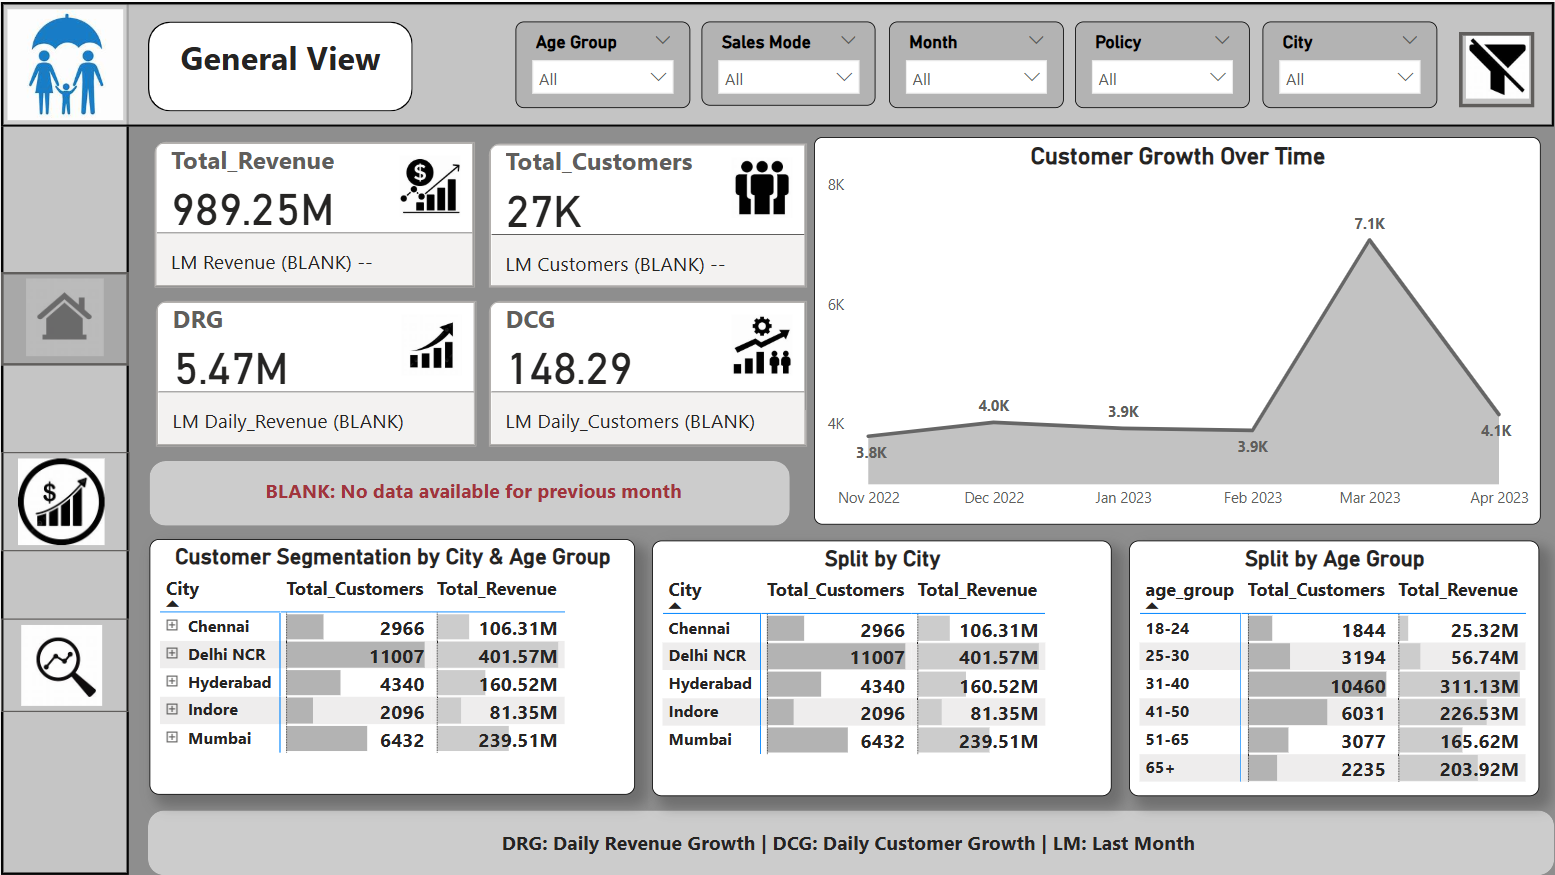 General View
Age Group
All
Sales Mode
All
Month
All
Policy
All
City
All
Total_Revenue
989.25M
LM Revenue (BLANK) --
Total_Customers
27K
LM Customers (BLANK) --
DRG
5.47M
LM Daily_Revenue (BLANK)
DCG
148.29
LM Daily_Customers (BLANK)
BLANK: No data available for previous month
Customer Growth Over Time
8K
6K
4K
3.8K
4.0K
3.9K
3.9K
7.1K
4.1K
Nov 2022 Dec 2022 Jan 2023 Feb 2023 Mar 2023 Apr 2023
Customer Segmentation by City & Age Group
City Total_Customers Total_Revenue
Chennai 2966 106.31M
Delhi NCR 11007 401.57M
Hyderabad 4340 160.52M
Indore 2096 81.35M
Mumbai 6432 239.51M
Split by City
City Total_Customers Total_Revenue
Chennai 2966 106.31M
Delhi NCR 11007 401.57M
Hyderabad 4340 160.52M
Indore 2096 81.35M
Mumbai 6432 239.51M
Split by Age Group
age_group Total_Customers Total_Revenue
18-24 1844 25.32M
25-30 3194 56.74M
31-40 10460 311.13M
41-50 6031 226.53M
51-65 3077 165.62M
65+ 2235 203.92M
DRG: Daily Revenue Growth | DCG: Daily Customer Growth | LM: Last Month